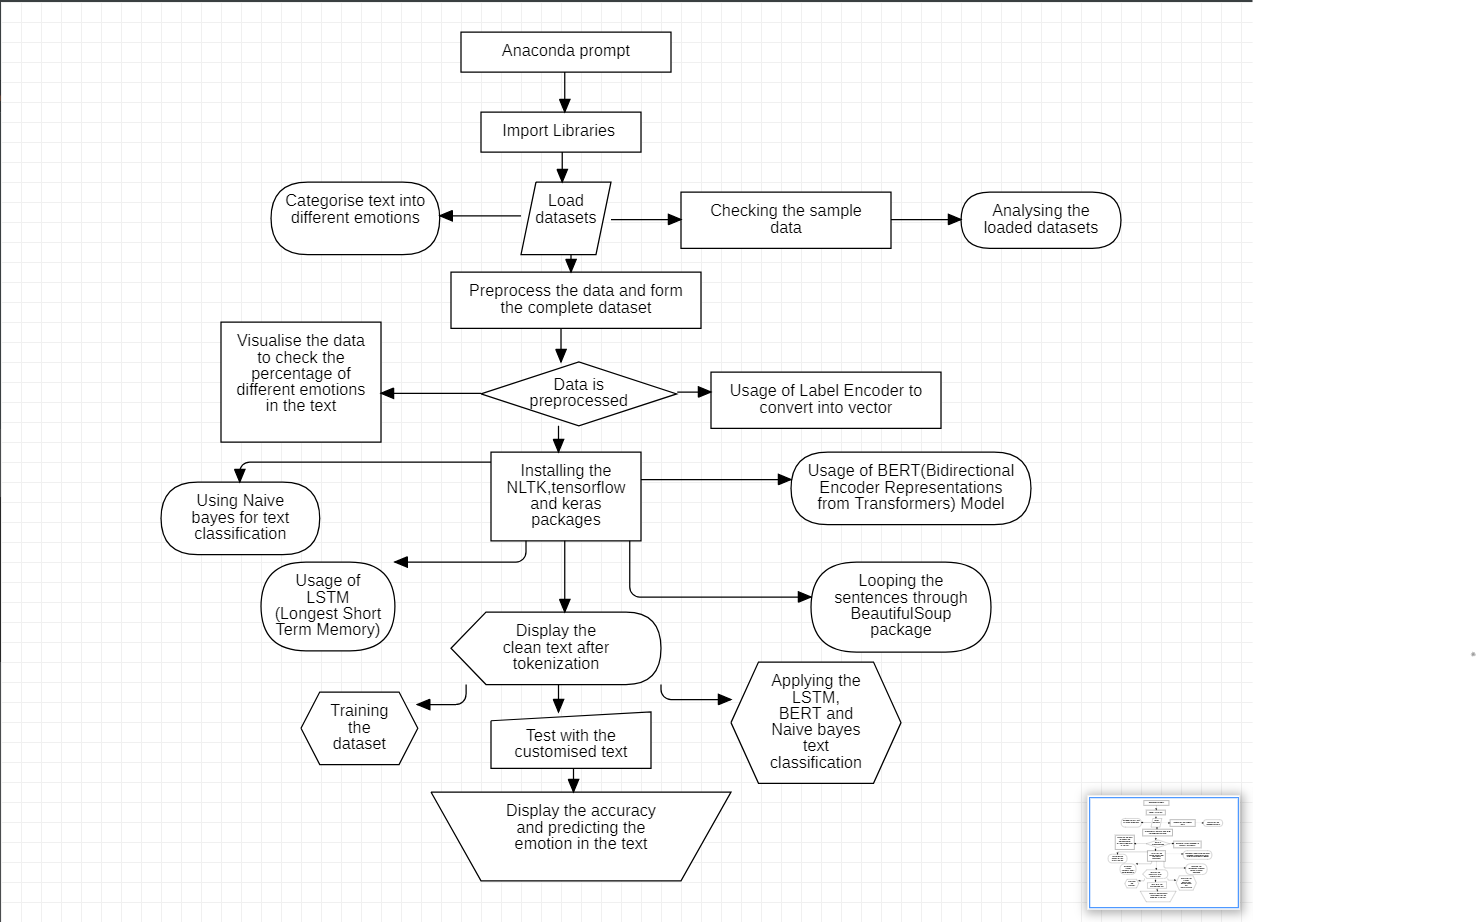 Anaconda prompt
Import Libraries
Categorise text into
different emotions
Load
datasets
Checking the sample
data
Analysing the
loaded datasets
Preprocess the data and form
the complete dataset
Visualise the data
to check the
percentage of
different emotions
in the text
Data is
preprocessed
Usage of Label Encoder to
convert into vector
Installing the
NLTK,tensorflow
and keras
packages
Usage of BERT(Bidirectional
Encoder Representations
from Transformers) Model
Using Naive
bayes for text
classification
Usage of
LSTM
(Longest Short
Term Memory)
Looping the
sentences through
BeautifulSoup
package
Display the
clean text after
tokenization
Training
the
dataset
Test with the
customised text
Applying the
LSTM,
BERT and
Naive bayes
text
classification
Display the accuracy
and predicting the
emotion in the text